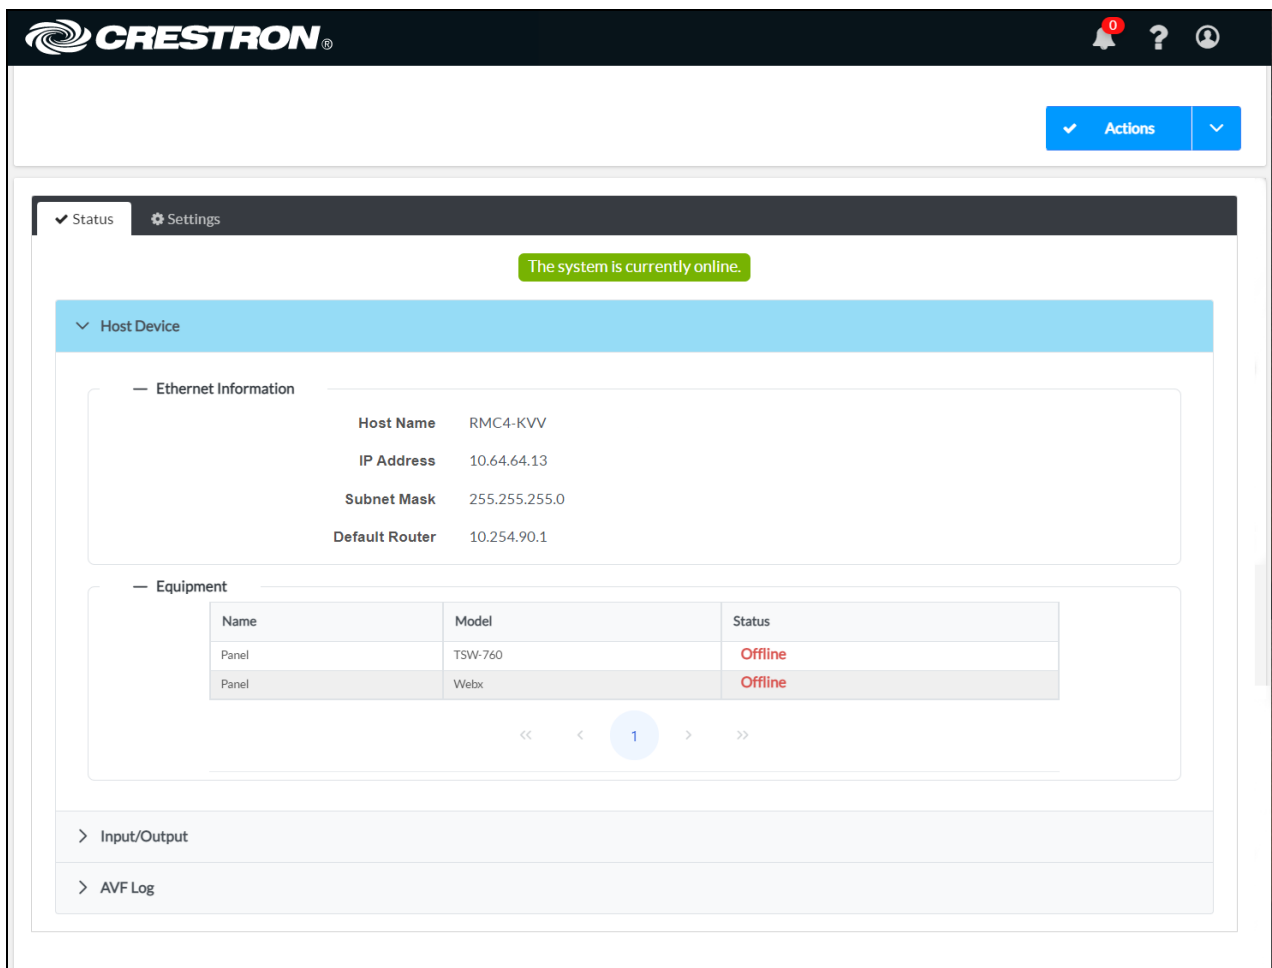 CRESTRON®
0
?
Actions
Status
Settings
The system is currently online.
Host Device
Ethernet Information
Host Name RMC4-KVV
IP Address 10.64.64.13
Subnet Mask 255.255.255.0
Default Router 10.254.90.1
Equipment
Name Model Status
Panel TSW-760 Offline
Panel Webx Offline
« < 1 > »
Input/Output
AVF Log